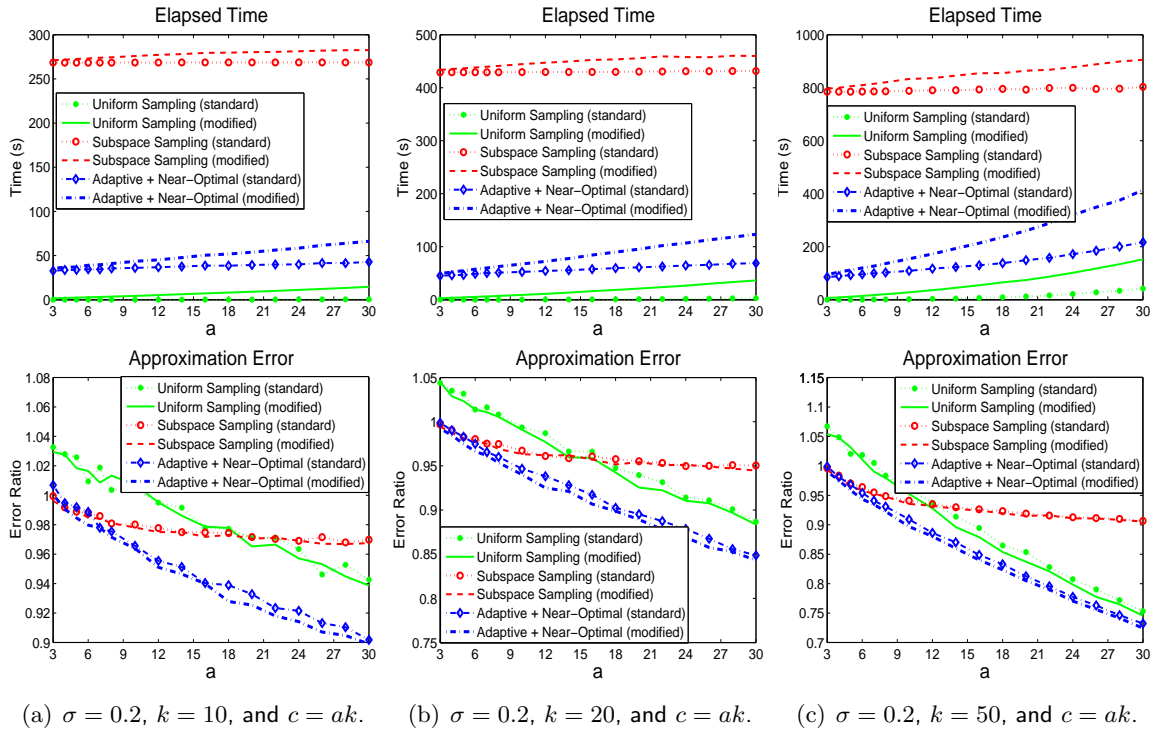 Elapsed Time
300
250
200
150
100
50
0
Time (s)
Uniform Sampling (standard)
Uniform Sampling (modified)
Subspace Sampling (standard)
Subspace Sampling (modified)
Adaptive + Near−Optimal (standard)
Adaptive + Near−Optimal (modified)
3 6 9 12 15 18 21 24 27 30
a
Elapsed Time
500
400
300
200
100
0
Time (s)
Uniform Sampling (standard)
Uniform Sampling (modified)
Subspace Sampling (standard)
Subspace Sampling (modified)
Adaptive + Near−Optimal (standard)
Adaptive + Near−Optimal (modified)
3 6 9 12 15 18 21 24 27 30
a
Elapsed Time
1000
800
600
400
200
0
Time (s)
Uniform Sampling (standard)
Uniform Sampling (modified)
Subspace Sampling (standard)
Subspace Sampling (modified)
Adaptive + Near−Optimal (standard)
Adaptive + Near−Optimal (modified)
3 6 9 12 15 18 21 24 27 30
a
Approximation Error
1.08
1.06
1.04
1.02
1
0.98
0.96
0.94
0.92
0.9
Error Ratio
Uniform Sampling (standard)
Uniform Sampling (modified)
Subspace Sampling (standard)
Subspace Sampling (modified)
Adaptive + Near−Optimal (standard)
Adaptive + Near−Optimal (modified)
3 6 9 12 15 18 21 24 27 30
a
Approximation Error
1.05
1
0.95
0.9
0.85
0.8
0.75
Error Ratio
Uniform Sampling (standard)
Uniform Sampling (modified)
Subspace Sampling (standard)
Subspace Sampling (modified)
Adaptive + Near−Optimal (standard)
Adaptive + Near−Optimal (modified)
3 6 9 12 15 18 21 24 27 30
a
Approximation Error
1.15
1.1
1.05
1
0.95
0.9
0.85
0.8
0.75
0.7
Error Ratio
Uniform Sampling (standard)
Uniform Sampling (modified)
Subspace Sampling (standard)
Subspace Sampling (modified)
Adaptive + Near−Optimal (standard)
Adaptive + Near−Optimal (modified)
3 6 9 12 15 18 21 24 27 30
a
(a) σ = 0.2, k = 10, and c = ak.
(b) σ = 0.2, k = 20, and c = ak.
(c) σ = 0.2, k = 50, and c = ak.